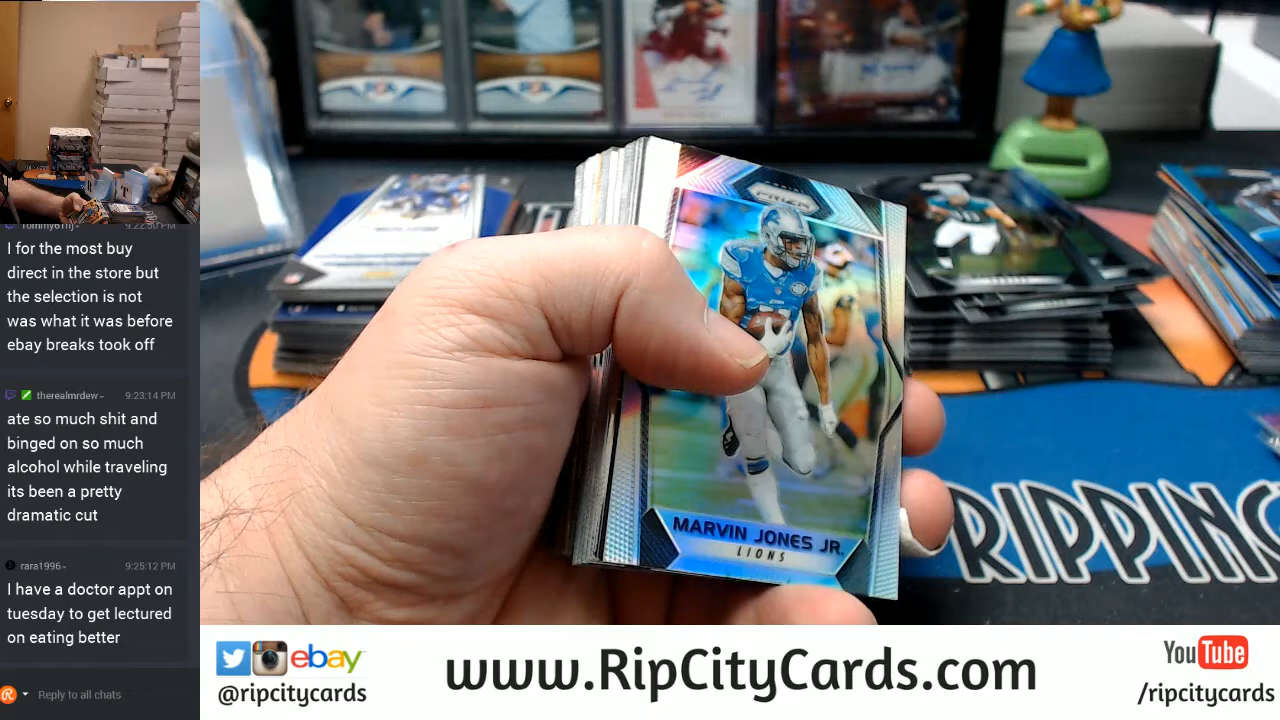 9:22:50 PM
I for the most buy
direct in the store but
the selection is not
was what it was before
ebay breaks took off
therealmrdew
9:23:14 PM
ate so much shit and
binged on so much
alcohol while traveling
its been a pretty
dramatic cut
rara1996
9:25:12 PM
I have a doctor appt on
tuesday to get lectured
on eating better
Reply to all chats
PRIZM
MARVIN JONES JR.
LIONS
RIPPING
ebay
@ripcitycards
www.RipCityCards.com
YouTube
/ripcitycards